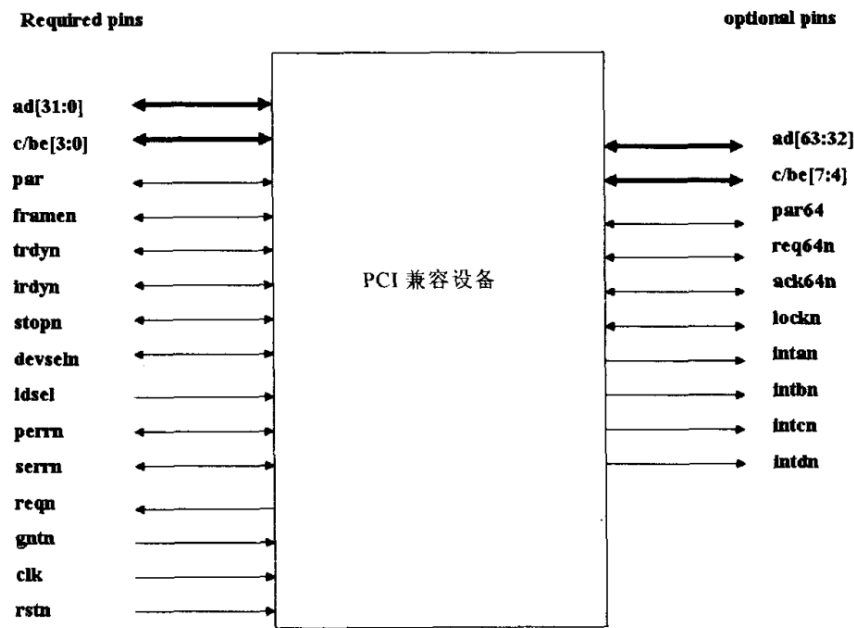 Required pins
optional pins
ad[31:0]
c/be[3:0]
par
framen
trdyn
irdyn
stopn
devseln
idsel
perrn
serrn
reqn
gntn
clk
rstn
PCI 兼容设备
ad[63:32]
c/be[7:4]
par64
req64n
ack64n
lockn
intan
intbn
intcn
intdn